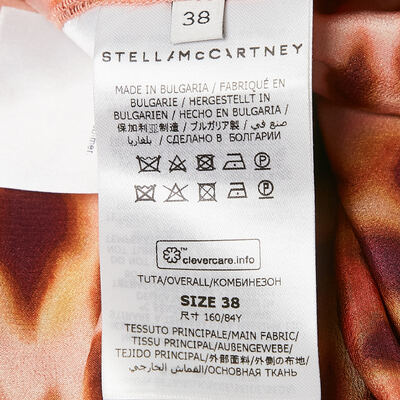 38
STELLA McCARTNEY
MADE IN BULGARIA / FABRIQUÉ EN
BULGARIE / HERGESTELLT IN
BULGARIEN / HECHO EN BULGARIA /
保加利亚制造 / ブルガリア製 / صنع في
بلغاريا / СДЕЛАНО В БОЛГАРИИ
clevercare.info
TUTA/OVERALL/КОМБИНЕЗОН
SIZE 38
尺寸 160/84Y
TESSUTO PRINCIPALE/MAIN FABRIC/
TISSU PRINCIPAL/AUßENGEWEBE/
TEJIDO PRINCIPAL/外部面料/外側の布地/
القماش الخارجي/ОСНОВНАЯ ТКАНЬ